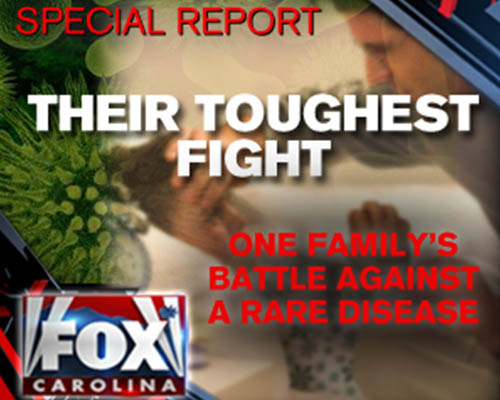 SPECIAL REPORT
THEIR TOUGHEST
FIGHT
ONE FAMILY'S
BATTLE AGAINST
A RARE DISEASE
FOX
CAROLINA